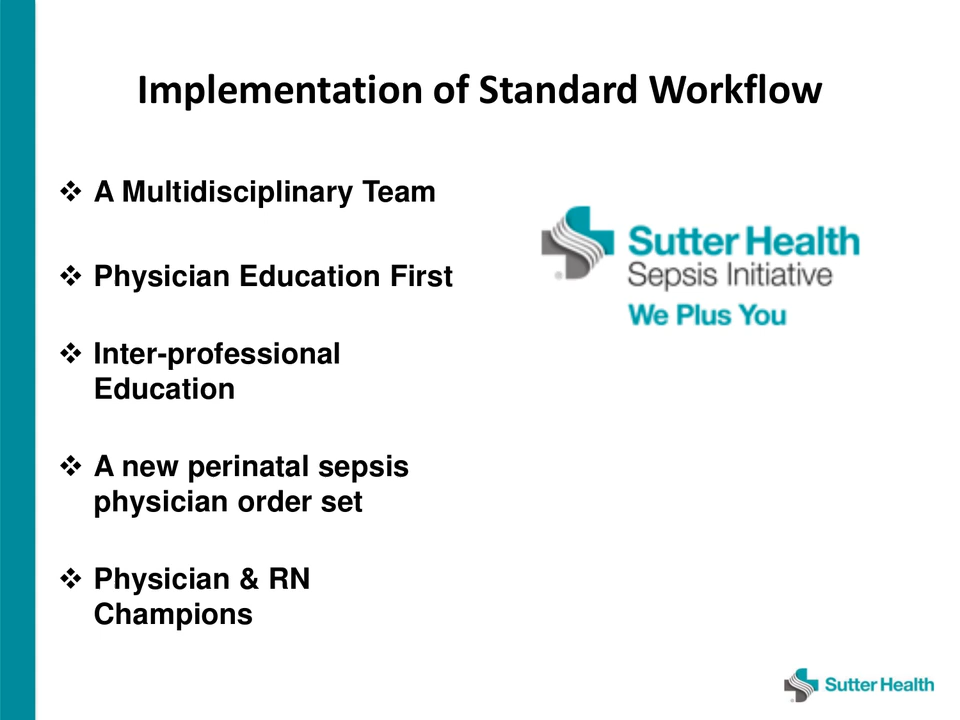 Implementation of Standard Workflow
❖ A Multidisciplinary Team
❖ Physician Education First
❖ Inter-professional
Education
❖ A new perinatal sepsis
physician order set
❖ Physician & RN
Champions
Sutter Health
Sepsis Initiative
We Plus You
Sutter Health